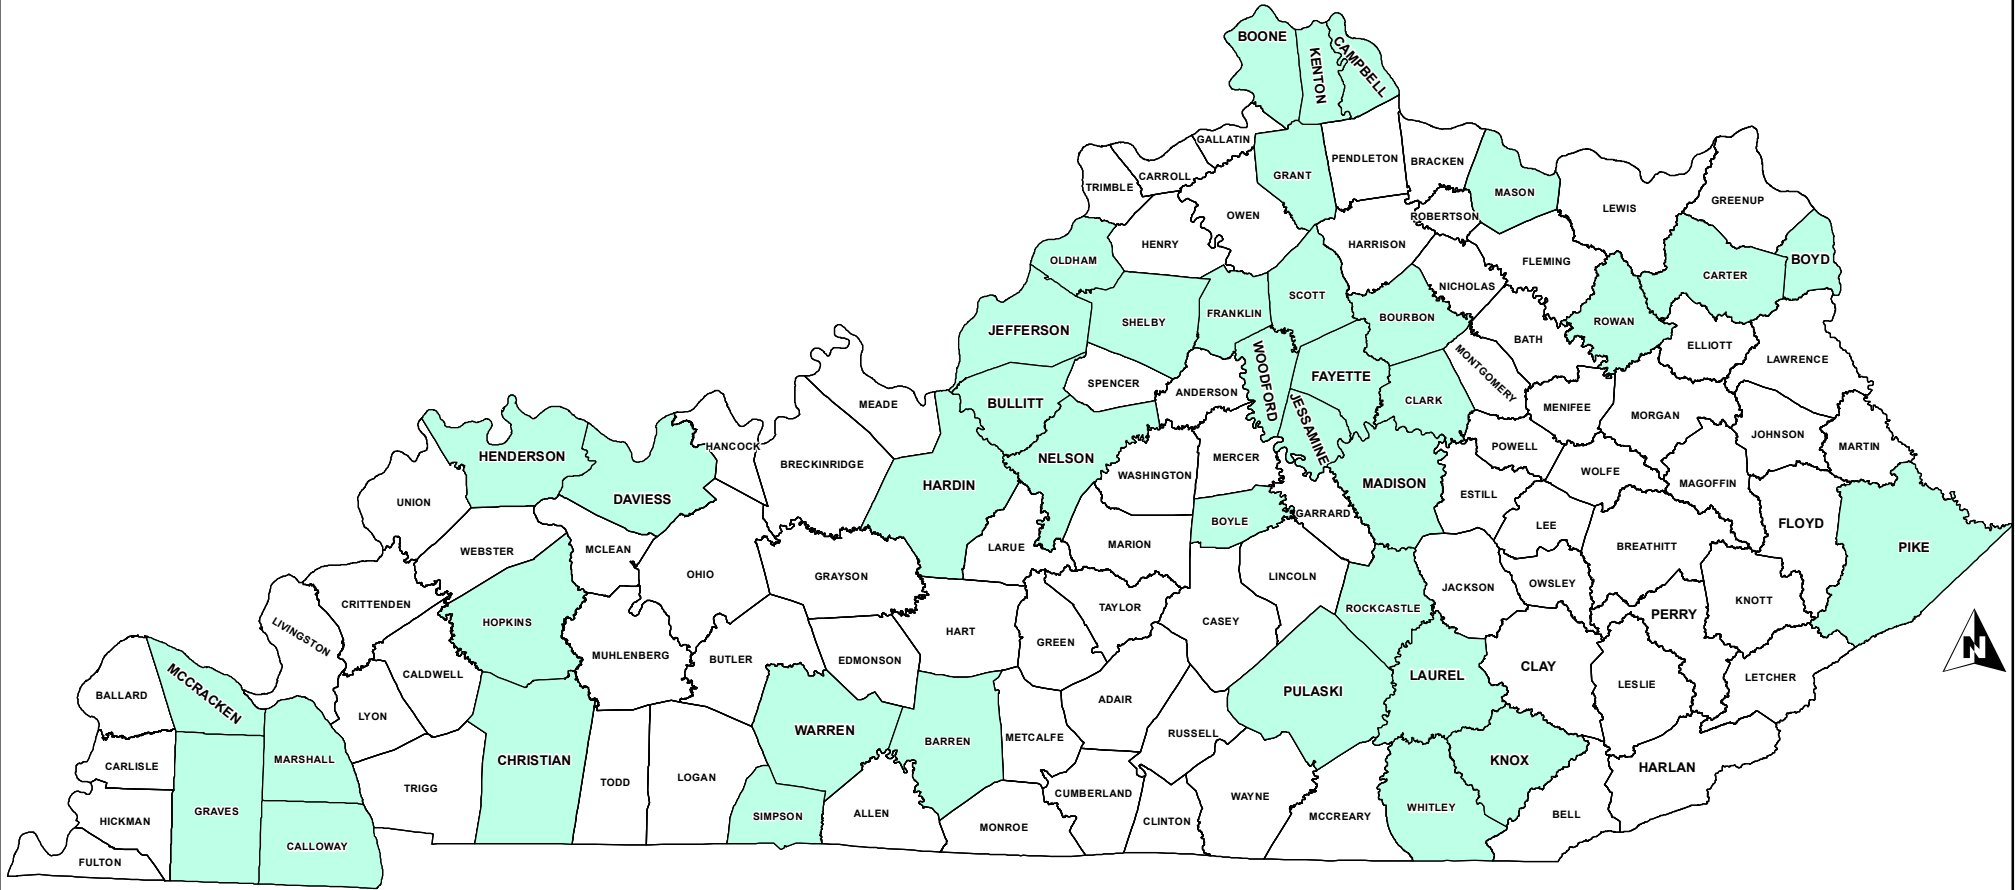 BOONE
KENTON
CAMPBELL
GALLATIN
PENDLETON
BRACKEN
CARROLL
TRIMBLE
GRANT
MASON
OWEN
ROBERTSON
LEWIS
GREENUP
HENRY
HARRISON
OLDHAM
FLEMING
BOYD
CARTER
NICHOLAS
SCOTT
FRANKLIN
BOURBON
SHELBY
ROWAN
JEFFERSON
BATH
ELLIOTT
LAWRENCE
WOODFORD
MONTGOMERY
FAYETTE
SPENCER
ANDERSON
CLARK
BULLITT
MEADE
MENIFEE
MORGAN
JESSAMINE
JOHNSON
MARTIN
HANCOCK
POWELL
HENDERSON
NELSON
MERCER
BRECKINRIDGE
WASHINGTON
WOLFE
MAGOFFIN
HARDIN
MADISON
DAVIESS
UNION
ESTILL
GARRARD
BOYLE
LEE
FLOYD
WEBSTER
MCLEAN
LARUE
MARION
BREATHITT
PIKE
OHIO
GRAYSON
LINCOLN
JACKSON
OWSLEY
CRITTENDEN
TAYLOR
ROCKCASTLE
KNOTT
PERRY
HOPKINS
HART
CASEY
LIVINGSTON
GREEN
N
MUHLENBERG
BUTLER
EDMONSON
CLAY
CALDWELL
LAUREL
LETCHER
LESLIE
PULASKI
BALLARD
MCCRACKEN
ADAIR
LYON
WARREN
METCALFE
RUSSELL
BARREN
MARSHALL
CHRISTIAN
KNOX
CARLISLE
HARLAN
LOGAN
TODD
TRIGG
CUMBERLAND
WAYNE
GRAVES
WHITLEY
ALLEN
BELL
SIMPSON
MCCREARY
HICKMAN
CLINTON
MONROE
CALLOWAY
FULTON